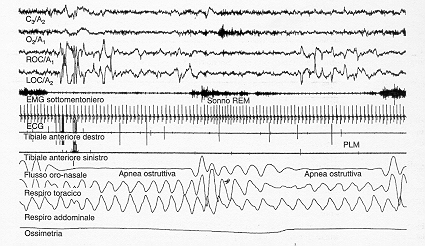 C3/A2
O2/A1
ROC/A1
LOC/A2
EMG sottomentoniero Sonno REM
ECG
Tibiale anteriore destro
PLM
Tibiale anteriore sinistro
Flusso oro-nasale Apnea ostruttiva Apnea ostruttiva
Respiro toracico
Respiro addominale
Ossimetria